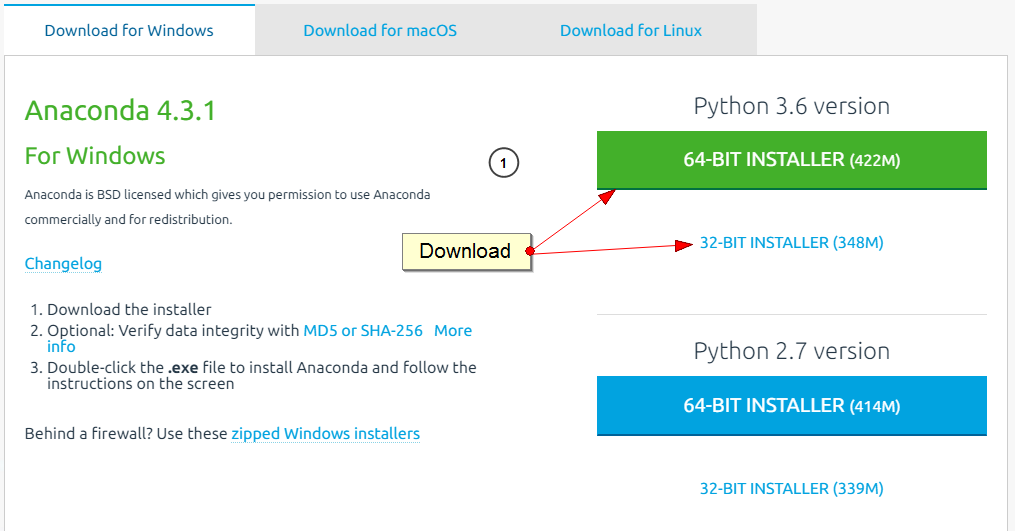 Download for Windows
Download for macOS
Download for Linux
Anaconda 4.3.1
For Windows
Anaconda is BSD licensed which gives you permission to use Anaconda
commercially and for redistribution.
Changelog
1. Download the installer
2. Optional: Verify data integrity with MD5 or SHA-256 More
info
3. Double-click the .exe file to install Anaconda and follow the
instructions on the screen
Behind a firewall? Use these zipped Windows installers
1
Download
Python 3.6 version
64-BIT INSTALLER (422M)
32-BIT INSTALLER (348M)
Python 2.7 version
64-BIT INSTALLER (414M)
32-BIT INSTALLER (339M)